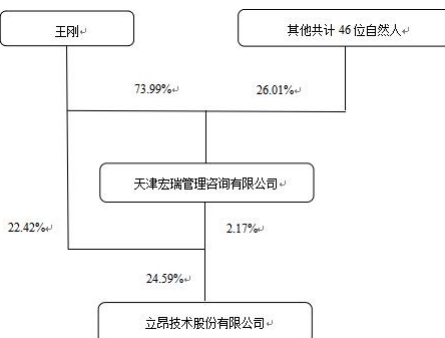 王刚
其他共计 46 位自然人
73.99%
26.01%
天津宏瑞管理咨询有限公司
22.42%
2.17%
24.59%
立昂技术股份有限公司